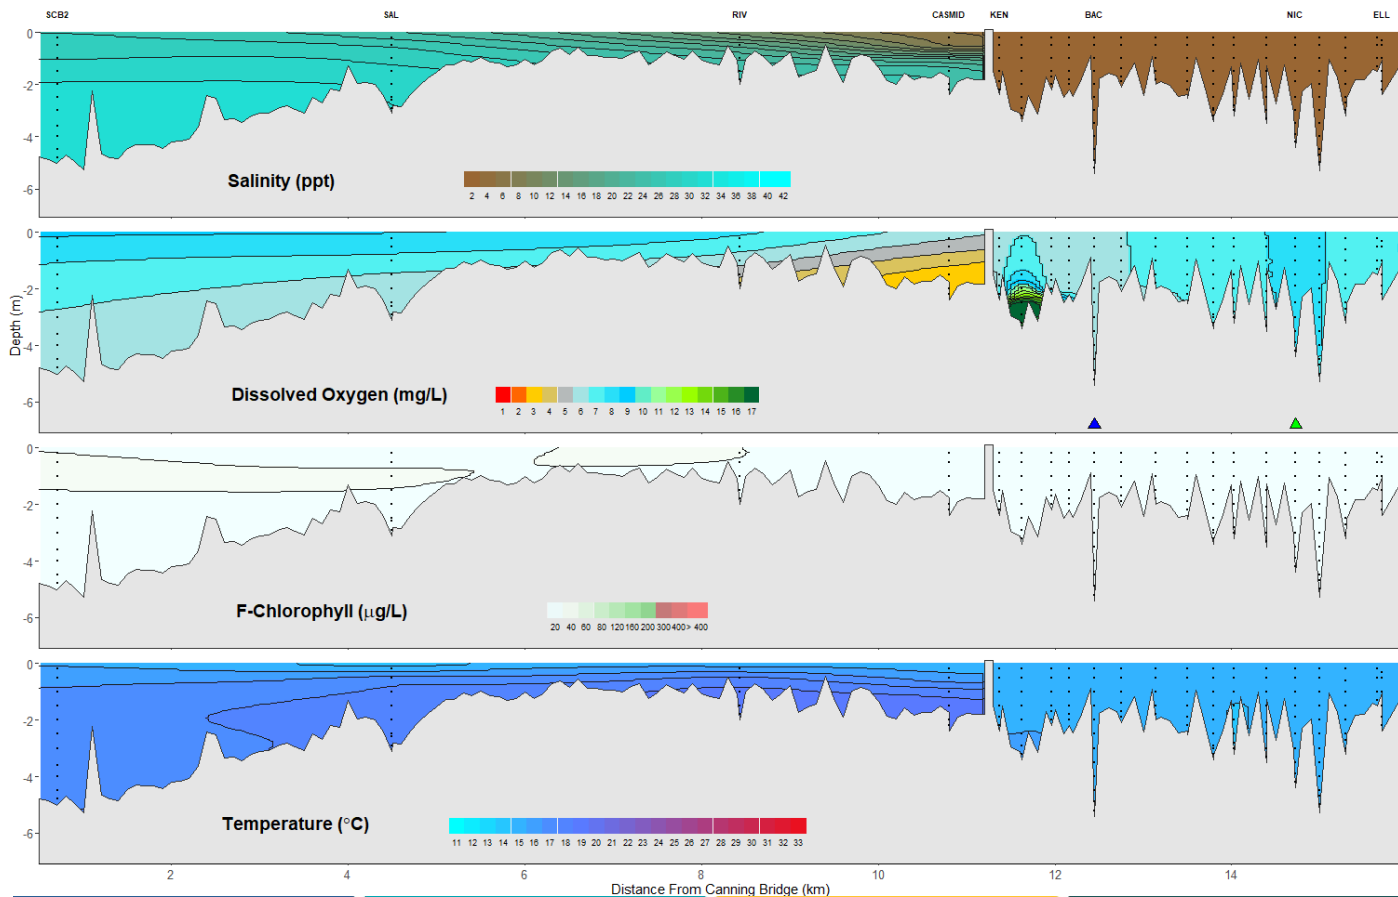 SCB2 SAL RIV CASMID KEN BAC NIC ELL
0
-2
-4
-6
Salinity (ppt)
2 4 6 8 10 12 14 16 18 20 22 24 26 28 30 32 34 36 38 40 42
0
-2
-4
-6
Depth (m)
Dissolved Oxygen (mg/L)
1 2 3 4 5 6 7 8 9 10 11 12 13 14 15 16 17
0
-2
-4
-6
F-Chlorophyll (μg/L)
20 40 60 80 120 160 200 300 400 > 400
0
-2
-4
-6
Temperature (°C)
11 12 13 14 15 16 17 18 19 20 21 22 23 24 25 26 27 28 29 30 31 32 33
2 4 6 8 10 12 14
Distance From Canning Bridge (km)